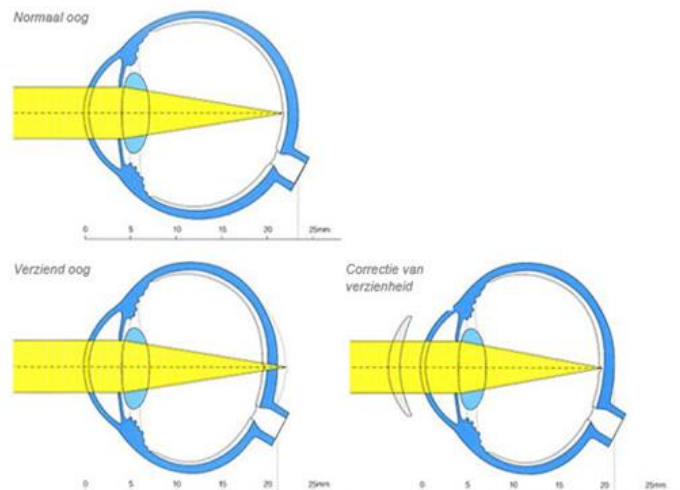 Normaal oog
0 5 10 15 20 25mm
Verziend oog
Correctie van
verzienheid
0 5 10 15 20 25mm
0 5 10 15 20 25mm